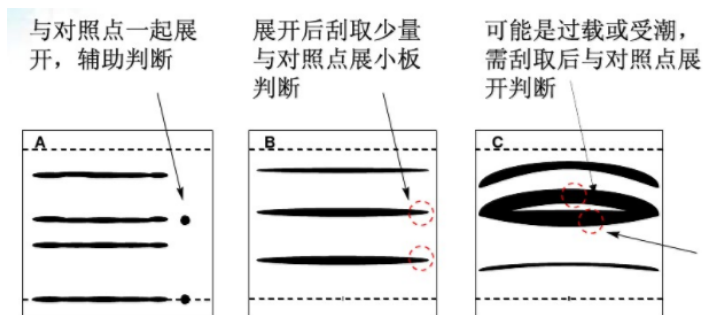 与对照点一起展
开，辅助判断
展开后刮取少量
与对照点展小板
判断
可能是过载或受潮，
需刮取后与对照点展
开判断
A
B
C